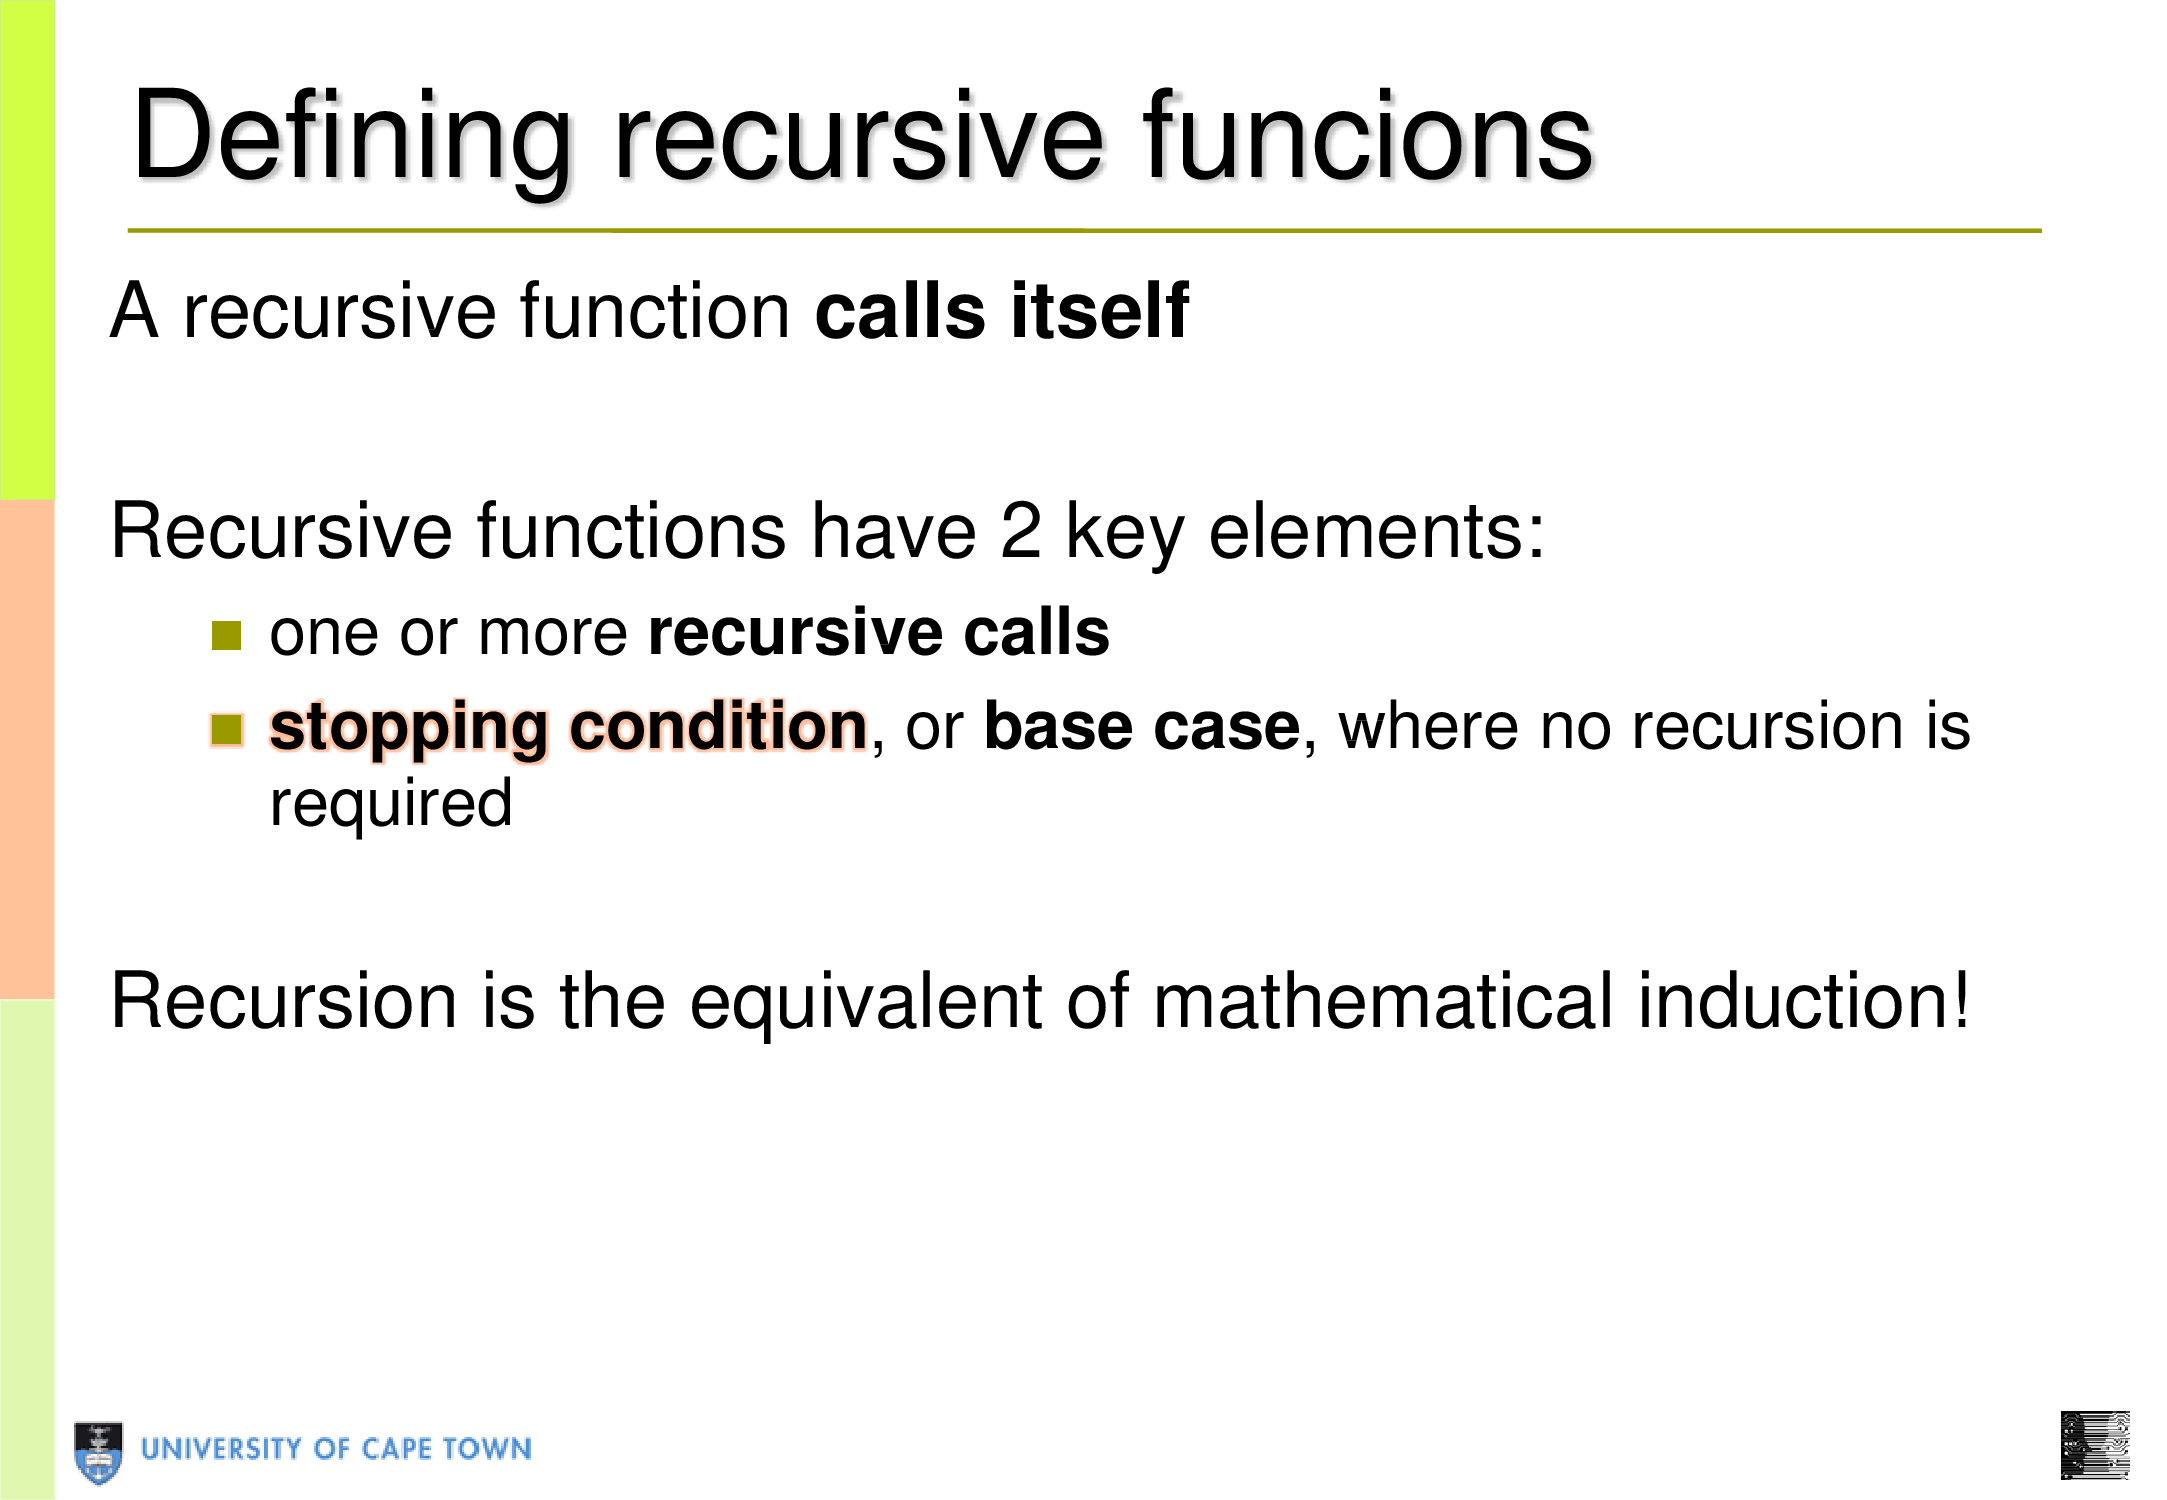 Defining recursive funcions
A recursive function calls itself
Recursive functions have 2 key elements:
one or more recursive calls
stopping condition, or base case, where no recursion is
required
Recursion is the equivalent of mathematical induction!
UNIVERSITY OF CAPE TOWN